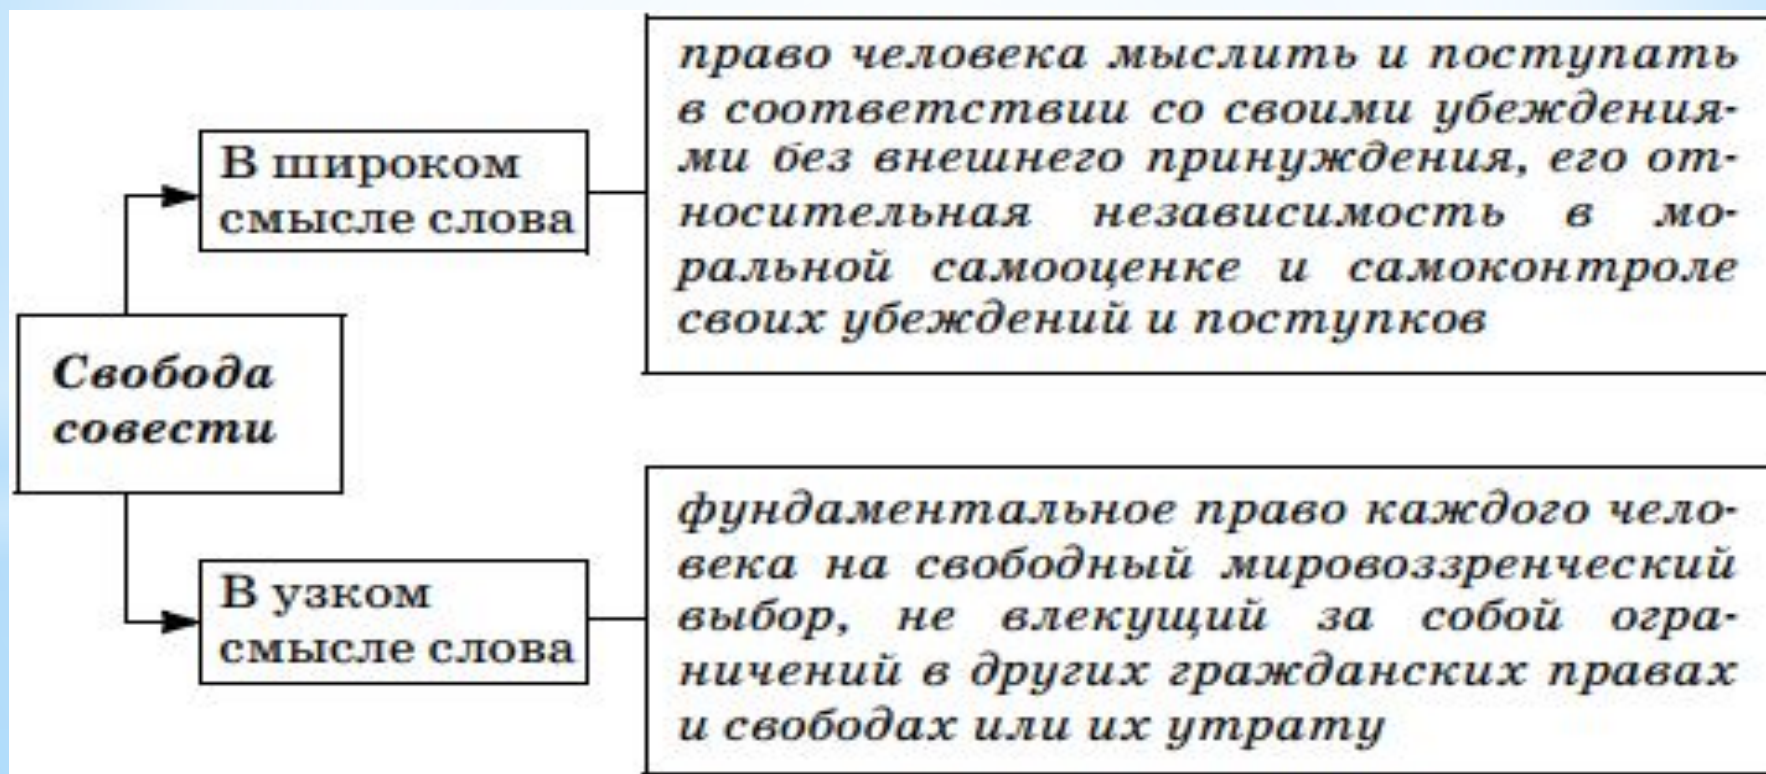 право человека мыслить и поступать
в соответствии со своими убеждения-
ми без внешнего принуждения, его от-
носительная независимость в мо-
ральной самооценке и самоконтроле
своих убеждений и поступков
В широком
смысле слова
Свобода
совести
В узком
смысле слова
фундаментальное право каждого чело-
века на свободный мировоззренческий
выбор, не влекущий за собой огра-
ничений в других гражданских правах
и свободах или их утрату